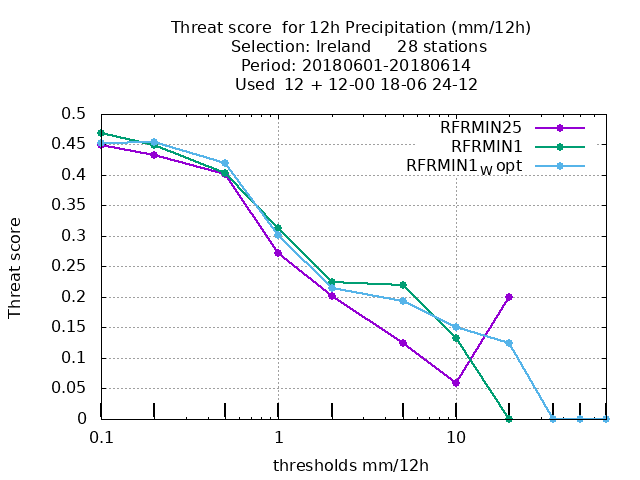 Threat score  for 12h Precipitation (mm/12h)
Selection: Ireland     28 stations
Period: 20180601-20180614
Used  12 + 12-00 18-06 24-12
RFRMIN25
RFRMIN1
RFRMIN1W opt
Threat score
0.5
0.45
0.4
0.35
0.3
0.25
0.2
0.15
0.1
0.05
0
0.1 1 10
thresholds mm/12h